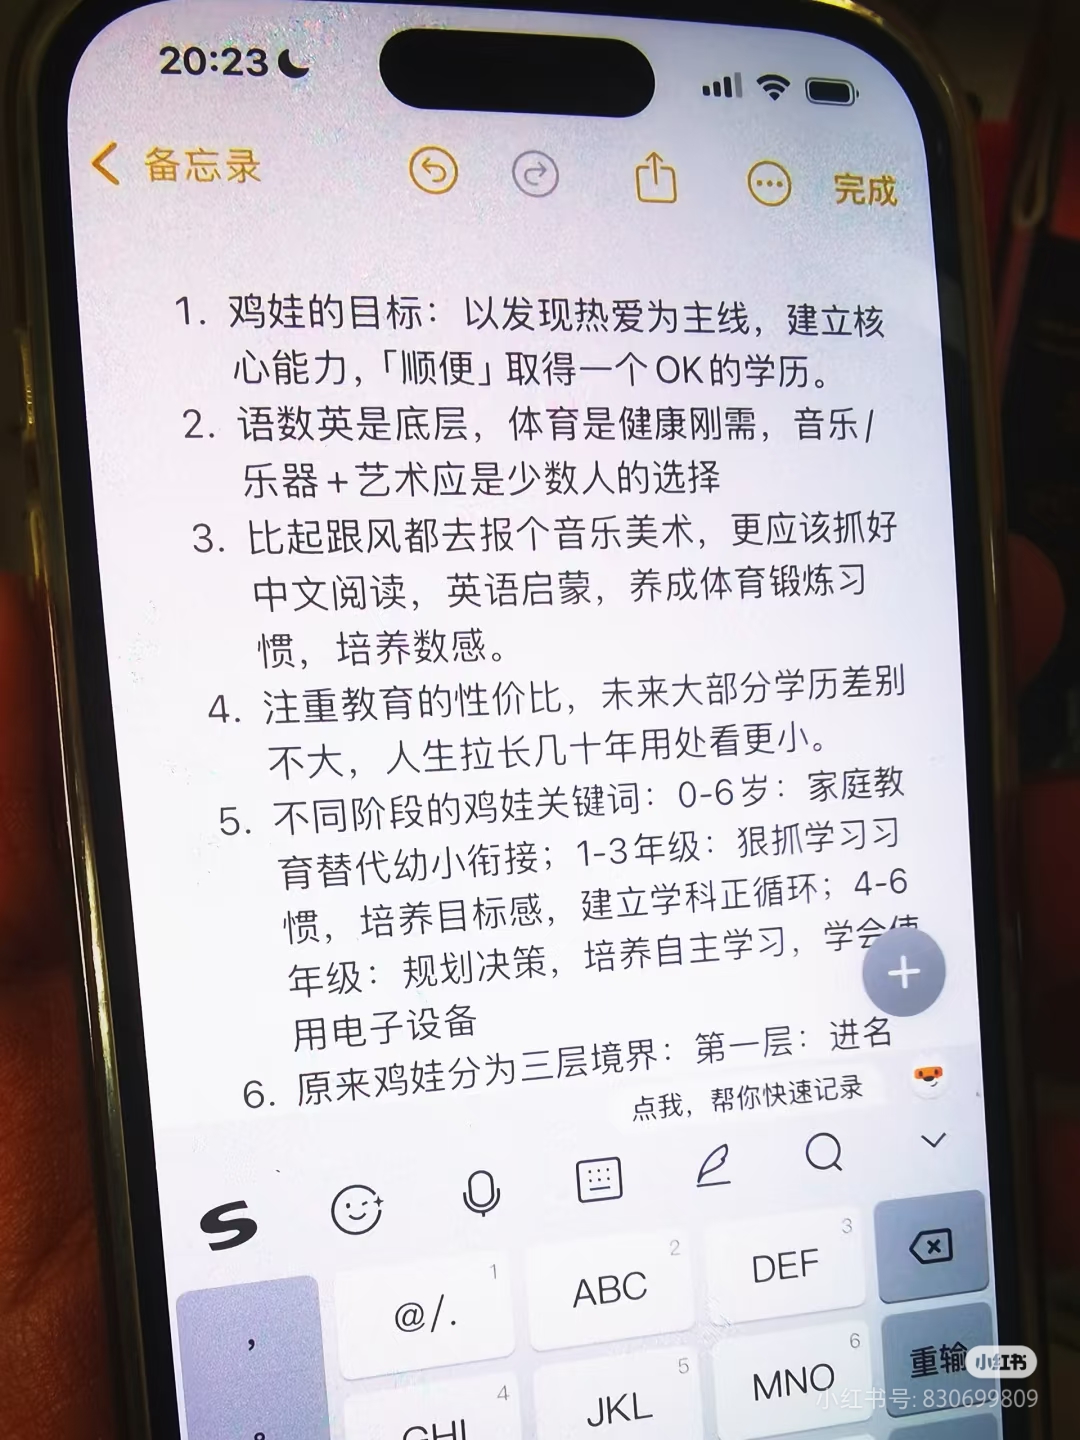 20:23
备忘录
完成
1. 鸡娃的目标：以发现热爱为主线，建立核
心能力，「顺便」取得一个OK的学历。
2. 语数英是底层，体育是健康刚需，音乐/
乐器+艺术应是少数人的选择
3. 比起跟风都去报个音乐美术，更应该抓好
中文阅读，英语启蒙，养成体育锻炼习
惯，培养数感。
4. 注重教育的性价比，未来大部分学历差别
不大，人生拉长几十年用处看更小。
5. 不同阶段的鸡娃关键词：0-6岁：家庭教
育替代幼小衔接；1-3年级：狠抓学习习
惯，培养目标感，建立学科正循环；4-6
年级：规划决策，培养自主学习，学会使
用电子设备
6. 原来鸡娃分为三层境界：第一层：进名
点我，帮你快速记录
S
1
@/.
2
ABC
3
DEF
，
4
GHI
5
JKL
6
MNO
重输
。
小红书
小红书号: 830699809